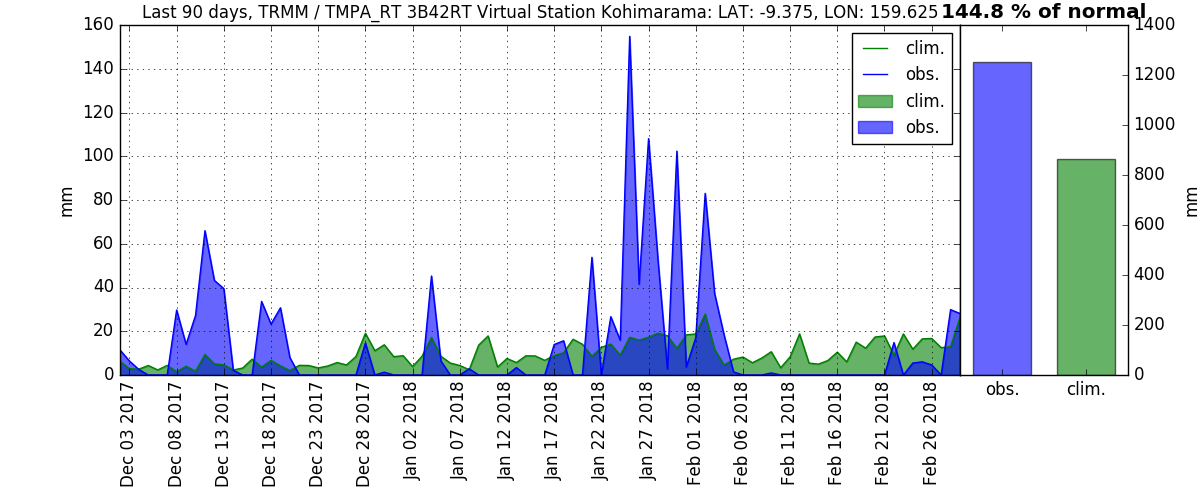 Last 90 days, TRMM / TMPA_RT 3B42RT Virtual Station Kohimarama: LAT: -9.375, LON: 159.625 144.8 % of normal
160
140
120
100
80
60
40
20
0
mm
clim.
obs.
clim.
obs.
Dec 03 2017
Dec 08 2017
Dec 13 2017
Dec 18 2017
Dec 23 2017
Dec 28 2017
Jan 02 2018
Jan 07 2018
Jan 12 2018
Jan 17 2018
Jan 22 2018
Jan 27 2018
Feb 01 2018
Feb 06 2018
Feb 11 2018
Feb 16 2018
Feb 21 2018
Feb 26 2018
1400
1200
1000
800
600
400
200
0
mm
obs. clim.